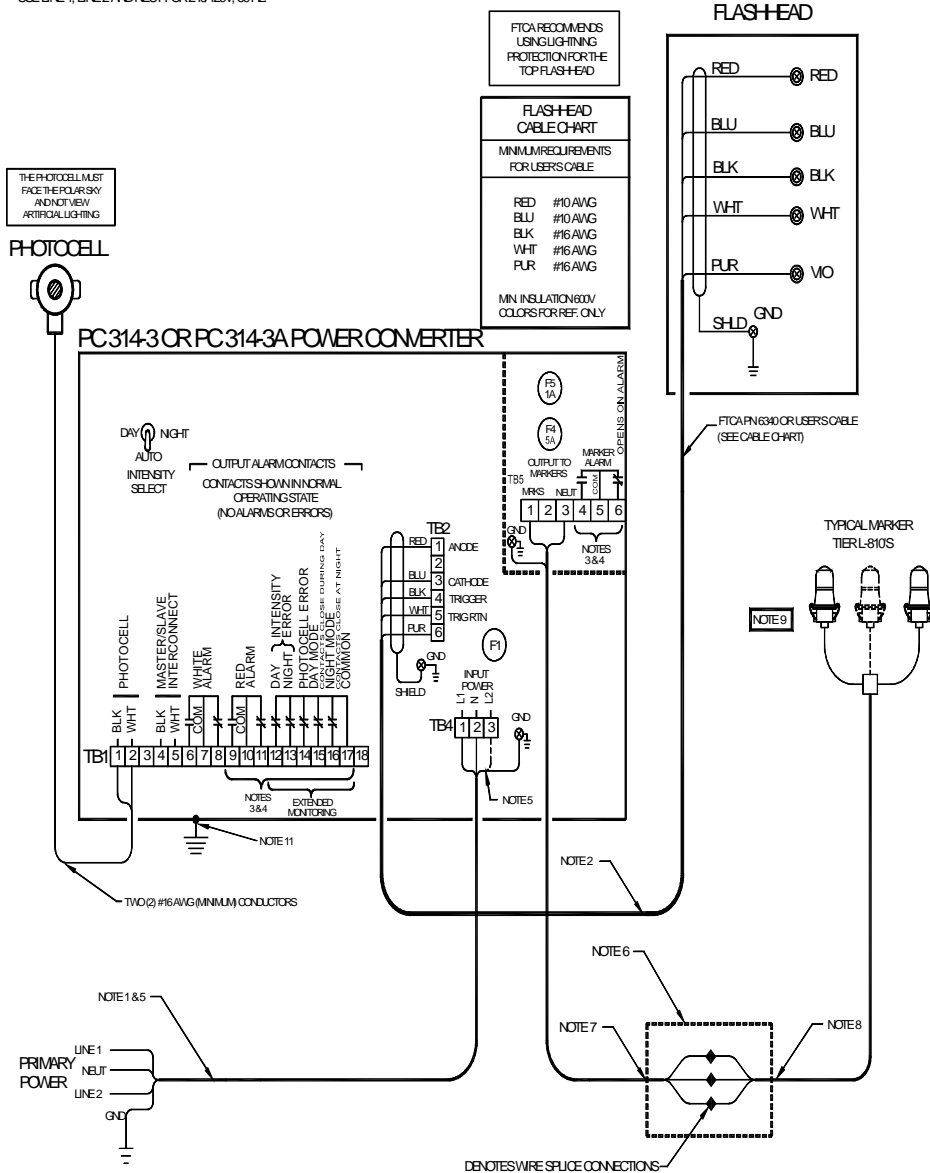 FTCA RECOMMENDS
USING LIGHTNING
PROTECTION FOR THE
TOP FLASHHEAD
FLASHHEAD
CABLE CHART
MINIMUM REQUIREMENTS
FOR USER'S CABLE
RED #10 AWG
BLU #10 AWG
BLK #16 AWG
WHT #16 AWG
PUR #16 AWG
MIN. INSULATION 600V
COLORS FOR REF. ONLY
FLASHHEAD
RED RED
BLU BLU
BLK BLK
WHT WHT
PUR VIO
SHLD GND
FTCA PN 6340 OR USER'S CABLE
(SEE CABLE CHART)
THE PHOTOCELL MUST
FACE THE POLAR SKY
AND NOT VIEW
ARTIFICIAL LIGHTING
PHOTOCELL
PC 314-3 OR PC 314-3A POWER CONVERTER
DAY NIGHT
AUTO
INTENSITY
SELECT
OUTPUT ALARM CONTACTS
CONTACTS SHOWN IN NORMAL
OPERATING STATE
(NO ALARMS OR ERRORS)
F5
1A
F4
5A
OPENS ON ALARM
OUTPUT TO
MARKERS
MARKER
ALARM
COM
TB5
MRKS NEUT
1 2 3 4 5 6
GND
NOTES
3 & 4
TB2
RED 1 ANODE
2
BLU 3 CATHODE
BLK 4 TRIGGER
WHT 5 TRIG RTN
PUR 6
GND
SHIELD
F1
INPUT
POWER
L1 N L2
TB4 1 2 3
GND
NOTE 5
PHOTOCELL
BLK
WHT
MASTER/SLAVE
INTERCONNECT
BLK
WHT
WHITE
ALARM
COM
RED
ALARM
COM
DAY INTENSITY
NIGHT ERROR
PHOTOCELL ERROR
DAY MODE
CONTACTS CLOSE DURING DAY
NIGHT MODE
CONTACTS CLOSE AT NIGHT
COMMON
TB1 1 2 3 4 5 6 7 8 9 10 11 12 13 14 15 16 17 18
NOTES
3 & 4
EXTENDED
MONITORING
NOTE 11
TWO (2) #16 AWG (MINIMUM) CONDUCTORS
TYPICAL MARKER
TIER L-810'S
NOTE 9
NOTE 2
NOTE 6
NOTE 7
NOTE 8
NOTE 1 & 5
PRIMARY
POWER
LINE 1
NEUT
LINE 2
GND
DENOTES WIRE SPLICE CONNECTIONS